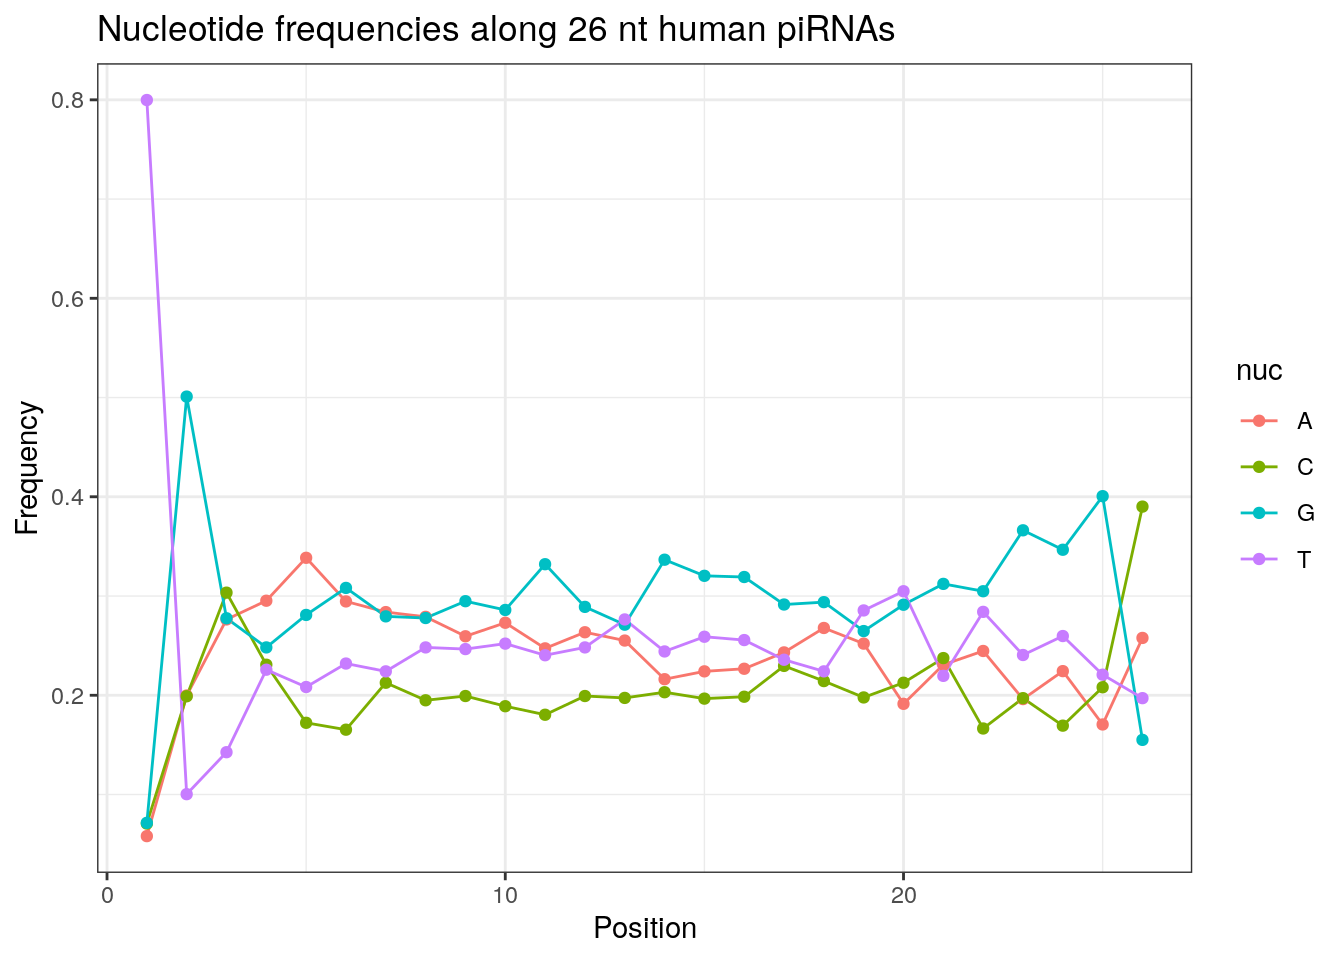 Nucleotide frequencies along 26 nt human piRNAs
0.8
0.6
0.4
0.2
Frequency
0
10
20
Position
nuc
A
C
G
T